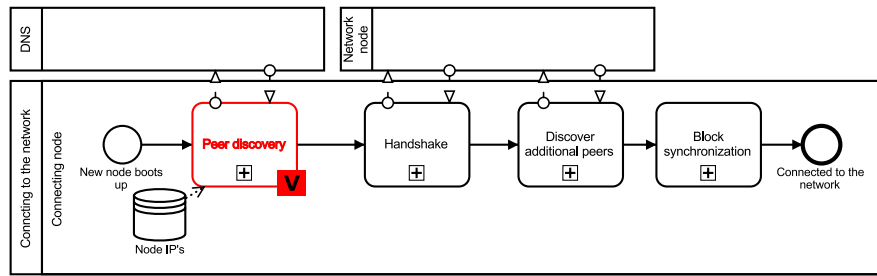 DNS
Network
node
Conncting to the network
Connecting node
New node boots
up
Peer discovery
V
Node IP's
Handshake
Discover
additional peers
Block
synchronization
Connected to the
network